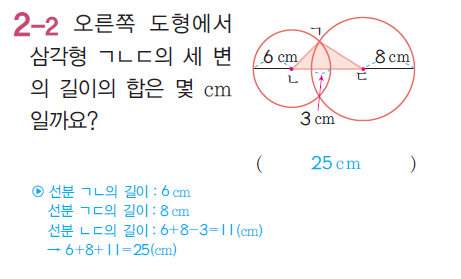 2-2 오른쪽 도형에서
삼각형 ㄱㄴㄷ의 세 변
의 길이의 합은 몇 cm
일까요?
ㄱ
6 cm
8 cm
ㄴ
ㄷ
3 cm
( 25 cm )
▶ 선분 ㄱㄴ의 길이 : 6 cm
선분 ㄱㄷ의 길이 : 8 cm
선분 ㄴㄷ의 길이 : 6+8-3=11(cm)
→ 6+8+11=25(cm)